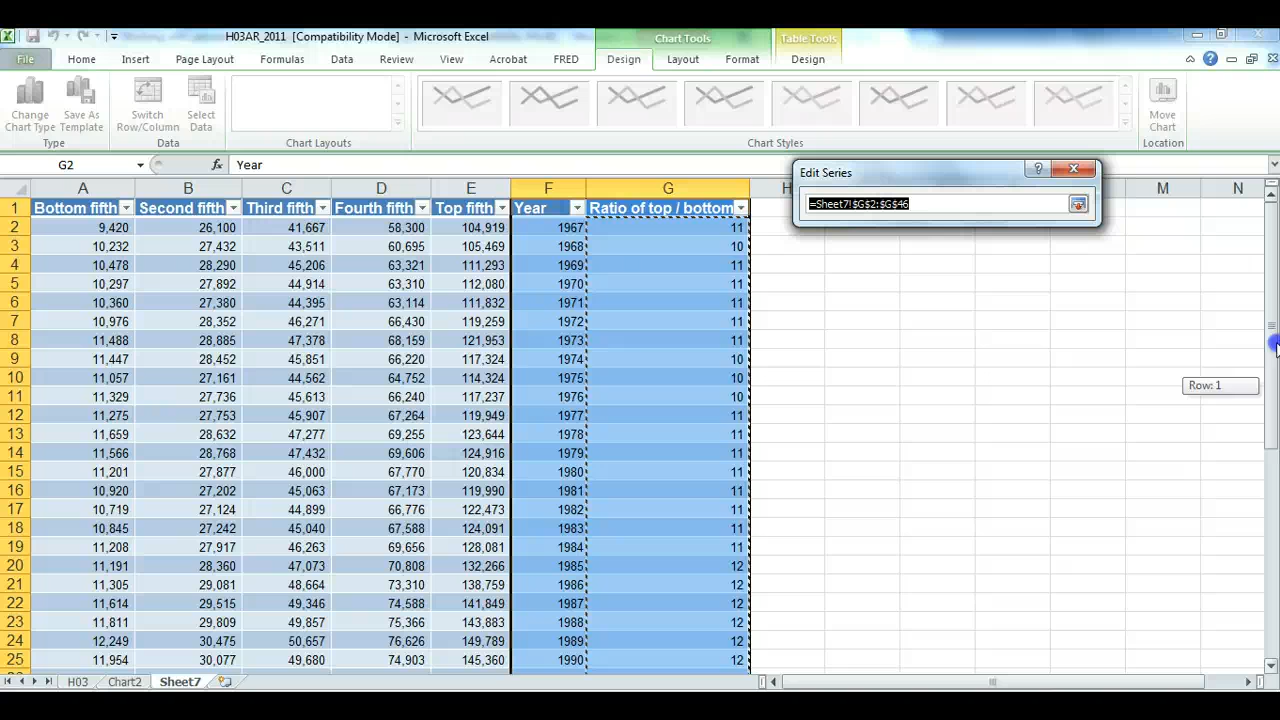 H03AR_2011 [Compatibility Mode] - Microsoft Excel
Chart Tools
Table Tools
File Home Insert Page Layout Formulas Data Review View Acrobat FRED Design Layout Format Design
Change Chart Type
Save As Template
Switch Row/Column
Select Data
Move Chart
Type Data Chart Layouts Chart Styles Location
G2 fx Year
Edit Series
=Sheet7!$G$2:$G$46
A B C D E F G H M N
1 Bottom fifth Second fifth Third fifth Fourth fifth Top fifth Year Ratio of top / bottom
2 9,420 26,100 41,667 58,300 104,919 1967 11
3 10,232 27,432 43,511 60,695 105,469 1968 10
4 10,478 28,290 45,206 63,321 111,293 1969 11
5 10,297 27,892 44,914 63,310 112,080 1970 11
6 10,360 27,380 44,395 63,114 111,832 1971 11
7 10,976 28,352 46,271 66,430 119,259 1972 11
8 11,488 28,885 47,378 68,159 121,953 1973 11
9 11,447 28,452 45,851 66,220 117,324 1974 10
10 11,057 27,161 44,562 64,752 114,324 1975 10
11 11,329 27,736 45,613 66,240 117,237 1976 10
12 11,275 27,753 45,907 67,264 119,949 1977 11
13 11,659 28,632 47,277 69,255 123,644 1978 11
14 11,566 28,768 47,432 69,606 124,916 1979 11
15 11,201 27,877 46,000 67,770 120,834 1980 11
16 10,920 27,202 45,063 67,173 119,990 1981 11
17 10,719 27,124 44,899 66,776 122,473 1982 11
18 10,845 27,242 45,040 67,588 124,091 1983 11
19 11,208 27,917 46,263 69,656 128,081 1984 11
20 11,191 28,360 47,073 70,808 132,266 1985 12
21 11,305 29,081 48,664 73,310 138,759 1986 12
22 11,614 29,515 49,346 74,588 141,849 1987 12
23 11,811 29,809 49,857 75,366 143,883 1988 12
24 12,249 30,475 50,657 76,626 149,789 1989 12
25 11,954 30,077 49,680 74,903 145,360 1990 12
Row: 1
H03 Chart2 Sheet7